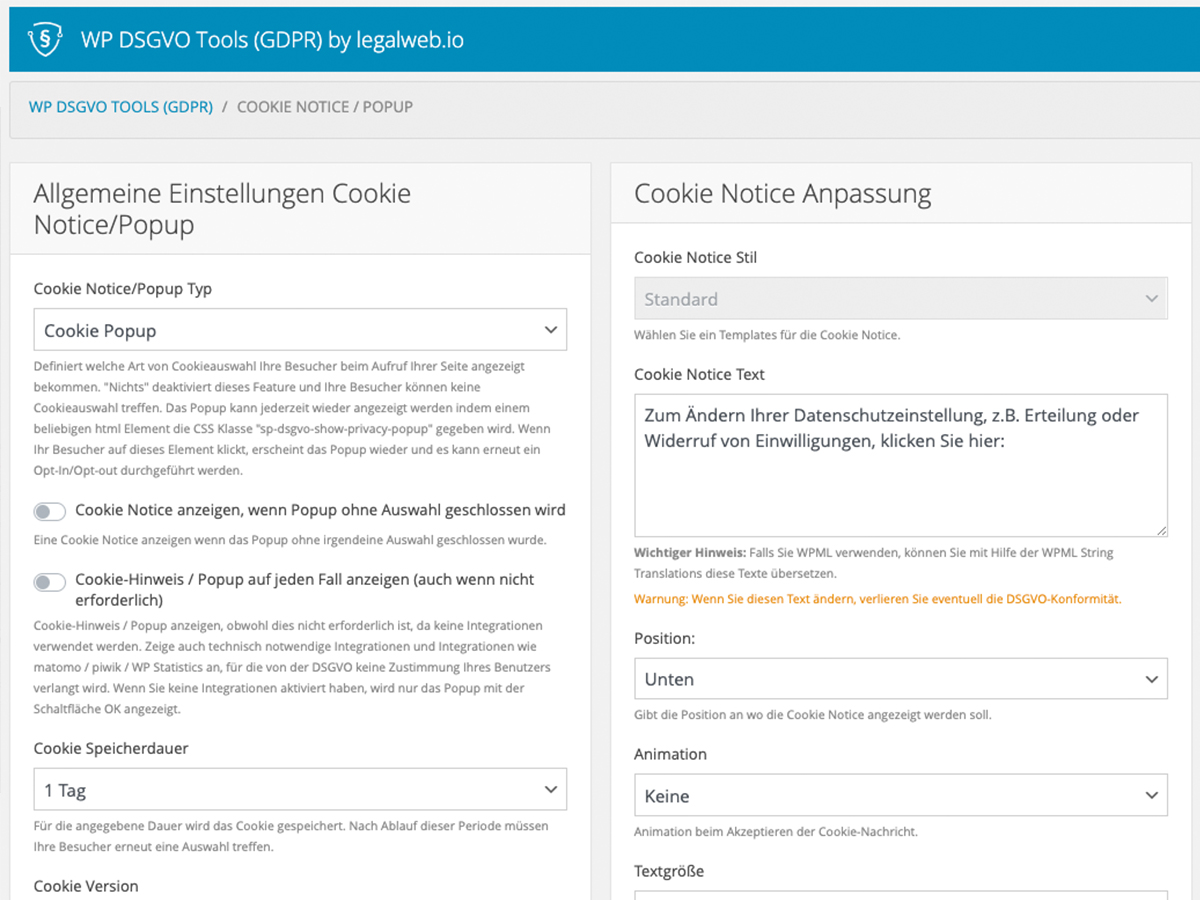 WP DSGVO Tools (GDPR) by legalweb.io
WP DSGVO TOOLS (GDPR) / COOKIE NOTICE / POPUP
Allgemeine Einstellungen Cookie
Notice/Popup
Cookie Notice/Popup Typ
Cookie Popup
Definiert welche Art von Cookieauswahl Ihre Besucher beim Aufruf Ihrer Seite angezeigt
bekommen. "Nichts" deaktiviert dieses Feature und Ihre Besucher können keine
Cookieauswahl treffen. Das Popup kann jederzeit wieder angezeigt werden indem einem
beliebigen html Element die CSS Klasse "sp-dsgvo-show-privacy-popup" gegeben wird. Wenn
Ihr Besucher auf dieses Element klickt, erscheint das Popup wieder und es kann erneut ein
Opt-In/Opt-out durchgeführt werden.
Cookie Notice anzeigen, wenn Popup ohne Auswahl geschlossen wird
Eine Cookie Notice anzeigen wenn das Popup ohne irgendeine Auswahl geschlossen wurde.
Cookie-Hinweis / Popup auf jeden Fall anzeigen (auch wenn nicht
erforderlich)
Cookie-Hinweis / Popup anzeigen, obwohl dies nicht erforderlich ist, da keine Integrationen
verwendet werden. Zeige auch technisch notwendige Integrationen und Integrationen wie
matomo / piwik / WP Statistics an, für die von der DSGVO keine Zustimmung Ihres Benutzers
verlangt wird. Wenn Sie keine Integrationen aktiviert haben, wird nur das Popup mit der
Schaltfläche OK angezeigt.
Cookie Speicherdauer
1 Tag
Für die angegebene Dauer wird das Cookie gespeichert. Nach Ablauf dieser Periode müssen
Ihre Besucher erneut eine Auswahl treffen.
Cookie Version
Cookie Notice Anpassung
Cookie Notice Stil
Standard
Wählen Sie ein Templates für die Cookie Notice.
Cookie Notice Text
Zum Ändern Ihrer Datenschutzeinstellung, z.B. Erteilung oder
Widerruf von Einwilligungen, klicken Sie hier:
Wichtiger Hinweis: Falls Sie WPML verwenden, können Sie mit Hilfe der WPML String
Translations diese Texte übersetzen.
Warnung: Wenn Sie diesen Text ändern, verlieren Sie eventuell die DSGVO-Konformität.
Position:
Unten
Gibt die Position an wo die Cookie Notice angezeigt werden soll.
Animation
Keine
Animation beim Akzeptieren der Cookie-Nachricht.
Textgröße